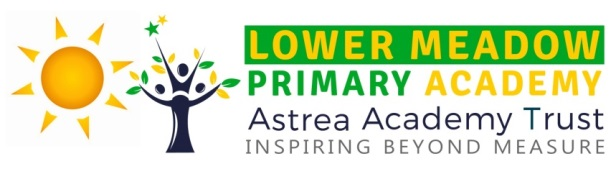 LOWER MEADOW
PRIMARY ACADEMY
Astrea Academy Trust
INSPIRING BEYOND MEASURE